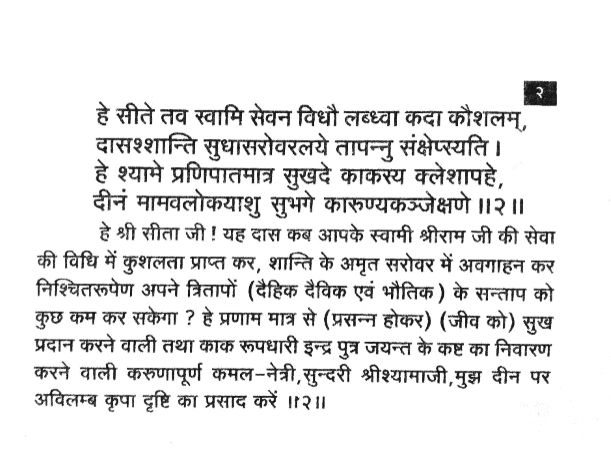 २
हे सीते तव स्वामि सेवन विधौ लब्ध्वा कदा कौशलम्,
दासश्शान्ति सुधासरोवरलये तापन्नु संक्षेप्स्यति ।
हे श्यामे प्रणिपातमात्र सुखदे काकस्य क्लेशापहे,
दीनं मामवलोकयाशु सुभगे कारुण्यकञ्जेक्षणे ॥२॥
हे श्री सीता जी ! यह दास कब आपके स्वामी श्रीराम जी की सेवा
की विधि में कुशलता प्राप्त कर, शान्ति के अमृत सरोवर में अवगाहन कर
निश्चितरूपेण अपने त्रितापों (दैहिक दैविक एवं भौतिक) के सन्ताप को
कुछ कम कर सकेगा ? हे प्रणाम मात्र से (प्रसन्न होकर) (जीव को) सुख
प्रदान करने वाली तथा काक रूपधारी इन्द्र पुत्र जयन्त के कष्ट का निवारण
करने वाली करुणापूर्ण कमल-नेत्री,सुन्दरी श्रीश्यामाजी,मुझ दीन पर
अविलम्ब कृपा दृष्टि का प्रसाद करें ॥२॥